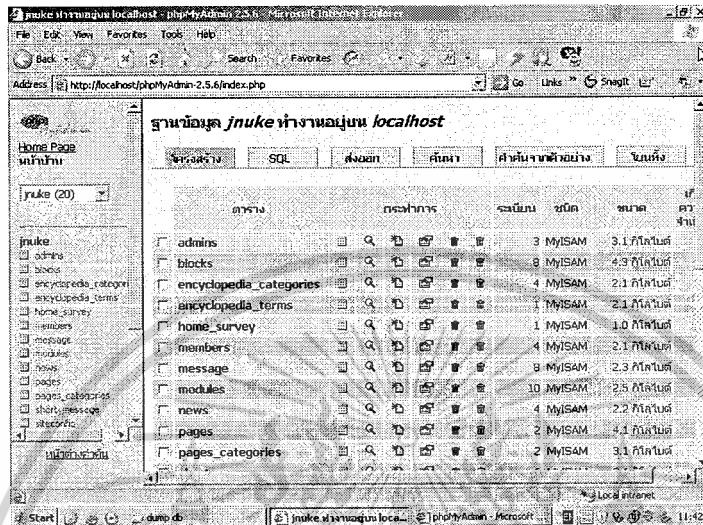 jnuke ทำงานอยู่บน localhost - phpMyAdmin 2.5.6 - Microsoft Internet Explorer
File Edit View Favorites Tools Help
Back Search Favorites
Address http://localhost/phpMyAdmin-2.5.6/index.php Go Links » SnagIt
ฐานข้อมูล jnuke ทำงานอยู่บน localhost
Home Page
หน้าบ้าน
โครงสร้าง SQL ส่งออก ค้นหา คำค้นจากตัวอย่าง โยนทิ้ง
jnuke (20)
ตาราง กระทำการ ระเบียน ชนิด ขนาด
admins 3 MyISAM 3.1 กิโลไบต์
blocks 8 MyISAM 4.3 กิโลไบต์
encyclopedia_categories 4 MyISAM 2.1 กิโลไบต์
encyclopedia_terms 1 MyISAM 2.1 กิโลไบต์
home_survey 1 MyISAM 1.0 กิโลไบต์
members 4 MyISAM 2.1 กิโลไบต์
message 8 MyISAM 2.3 กิโลไบต์
modules 10 MyISAM 2.5 กิโลไบต์
news 4 MyISAM 2.2 กิโลไบต์
pages 2 MyISAM 4.1 กิโลไบต์
pages_categories 2 MyISAM 3.1 กิโลไบต์
jnuke
admins
blocks
encyclopedia_categori
encyclopedia_terms
home_survey
members
message
modules
news
pages
pages_categories
short_message
siteconfig
หน้าต่างคำค้น
Local intranet
Start dump db jnuke ทำงานอยู่บน loca... phpMyAdmin - Microsoft 11:42